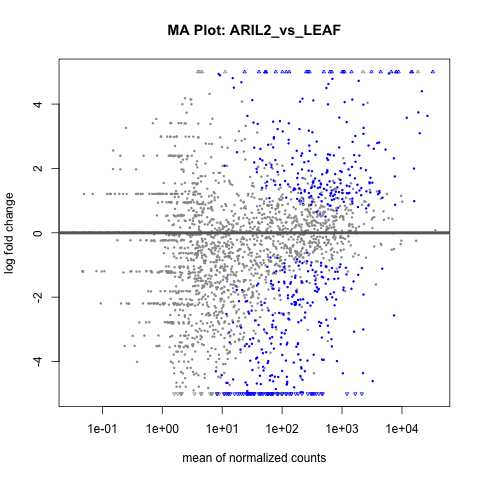 MA Plot: ARIL2_vs_LEAF
log fold change
4
2
0
-2
-4
1e-01 1e+00 1e+01 1e+02 1e+03 1e+04
mean of normalized counts